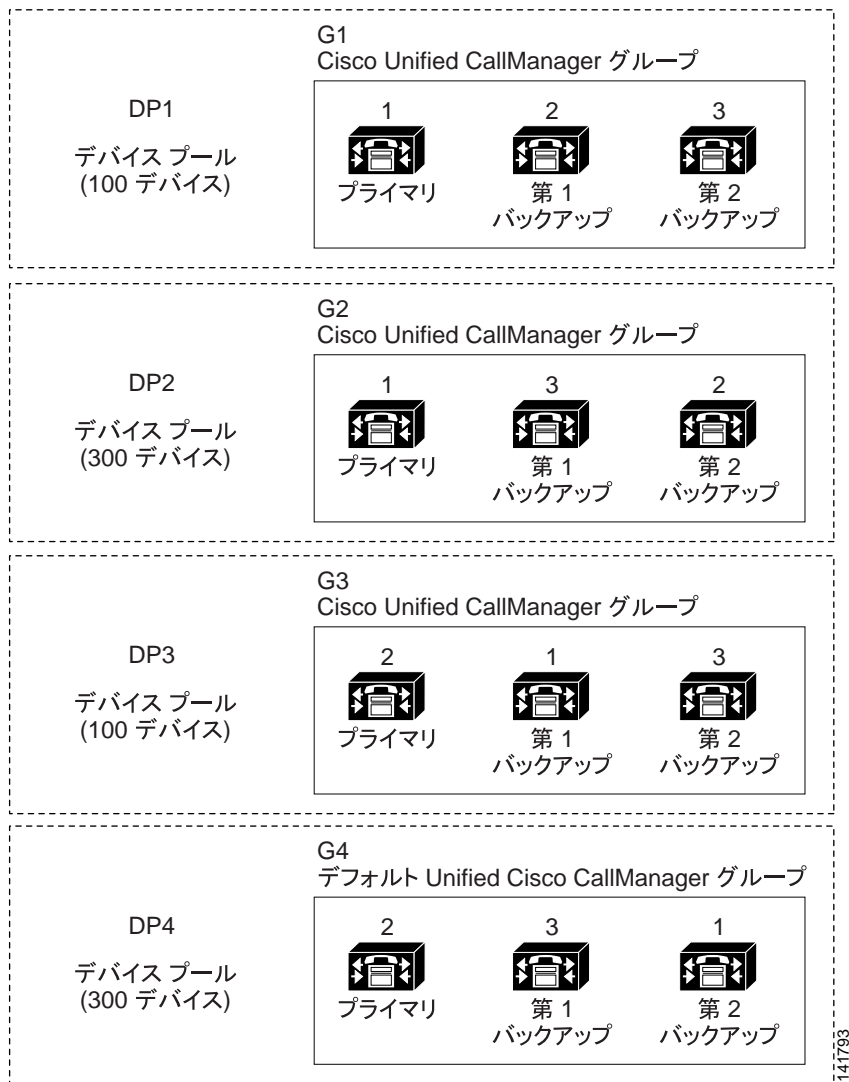 G1
Cisco Unified CallManager グループ
DP1
デバイス プール
(100 デバイス)
1
プライマリ
2
第 1
バックアップ
3
第 2
バックアップ
G2
Cisco Unified CallManager グループ
DP2
デバイス プール
(300 デバイス)
1
プライマリ
3
第 1
バックアップ
2
第 2
バックアップ
G3
Cisco Unified CallManager グループ
DP3
デバイス プール
(100 デバイス)
2
プライマリ
1
第 1
バックアップ
3
第 2
バックアップ
G4
デフォルト Unified Cisco CallManager グループ
DP4
デバイス プール
(300 デバイス)
2
プライマリ
3
第 1
バックアップ
1
第 2
バックアップ
141793